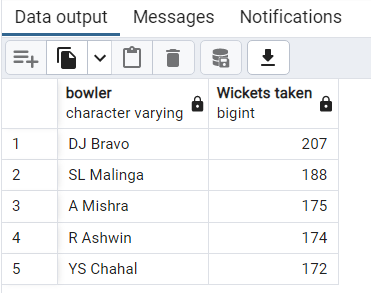 Data output Messages Notifications
bowler Wickets taken
character varying bigint
1 DJ Bravo 207
2 SL Malinga 188
3 A Mishra 175
4 R Ashwin 174
5 YS Chahal 172